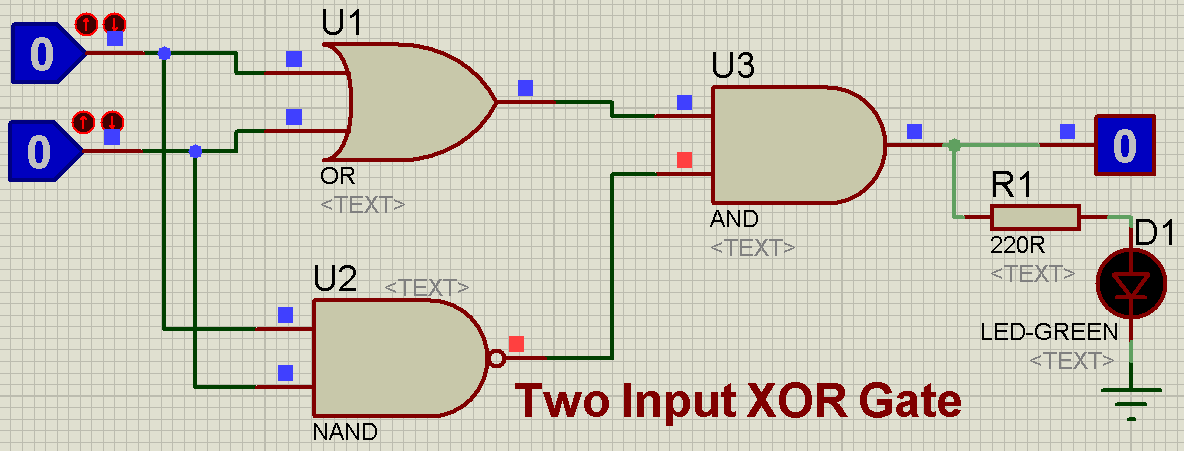 0
0
U1
OR
<TEXT>
U2
<TEXT>
NAND
U3
AND
<TEXT>
0
R1
220R
<TEXT>
D1
LED-GREEN
<TEXT>
Two Input XOR Gate